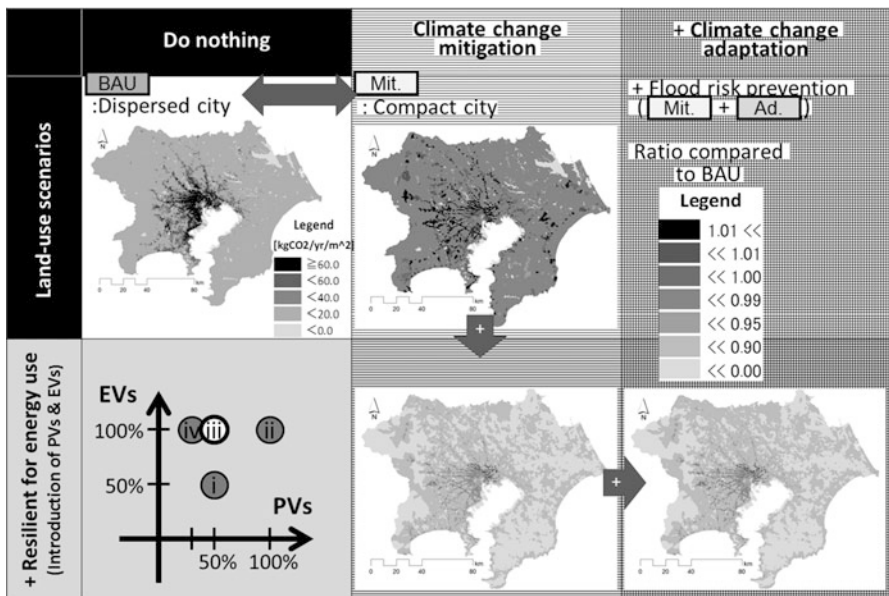 Do nothing
Climate change
mitigation
+ Climate change
adaptation
Land-use scenarios
BAU
:Dispersed city
N
Legend
[kgCO2/yr/m^2]
≧60.0
<60.0
<40.0
<20.0
<0.0
0 20 40 80
km
Mit.
: Compact city
N
0 20 40 80
km
+
+ Flood risk prevention
( Mit. + Ad. )
Ratio compared
to BAU
Legend
1.01 <<
<< 1.01
<< 1.00
<< 0.99
<< 0.95
<< 0.90
<< 0.00
+ Resilient for energy use
(Introduction of PVs & EVs)
EVs
100%
50%
iv
iii
ii
i
PVs
50%
100%
N
0 20 40 80
km
+
N
0 20 40 80
km